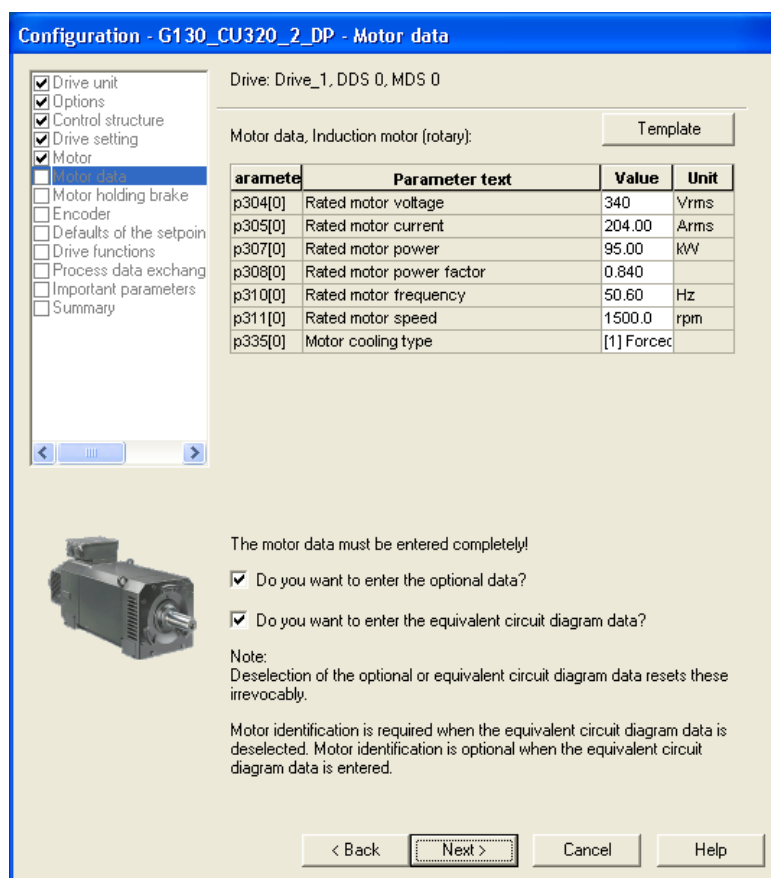 Configuration - G130_CU320_2_DP - Motor data
Drive unit
Options
Control structure
Drive setting
Motor
Motor data
Motor holding brake
Encoder
Defaults of the setpoin
Drive functions
Process data exchang
Important parameters
Summary
Drive: Drive_1, DDS 0, MDS 0
Motor data, Induction motor (rotary):
Template
aramete Parameter text Value Unit
p304[0] Rated motor voltage 340 Vrms
p305[0] Rated motor current 204.00 Arms
p307[0] Rated motor power 95.00 kW
p308[0] Rated motor power factor 0.840
p310[0] Rated motor frequency 50.60 Hz
p311[0] Rated motor speed 1500.0 rpm
p335[0] Motor cooling type [1] Forced
The motor data must be entered completely!
Do you want to enter the optional data?
Do you want to enter the equivalent circuit diagram data?
Note:
Deselection of the optional or equivalent circuit diagram data resets these
irrevocably.
Motor identification is required when the equivalent circuit diagram data is
deselected. Motor identification is optional when the equivalent circuit
diagram data is entered.
< Back Next > Cancel Help